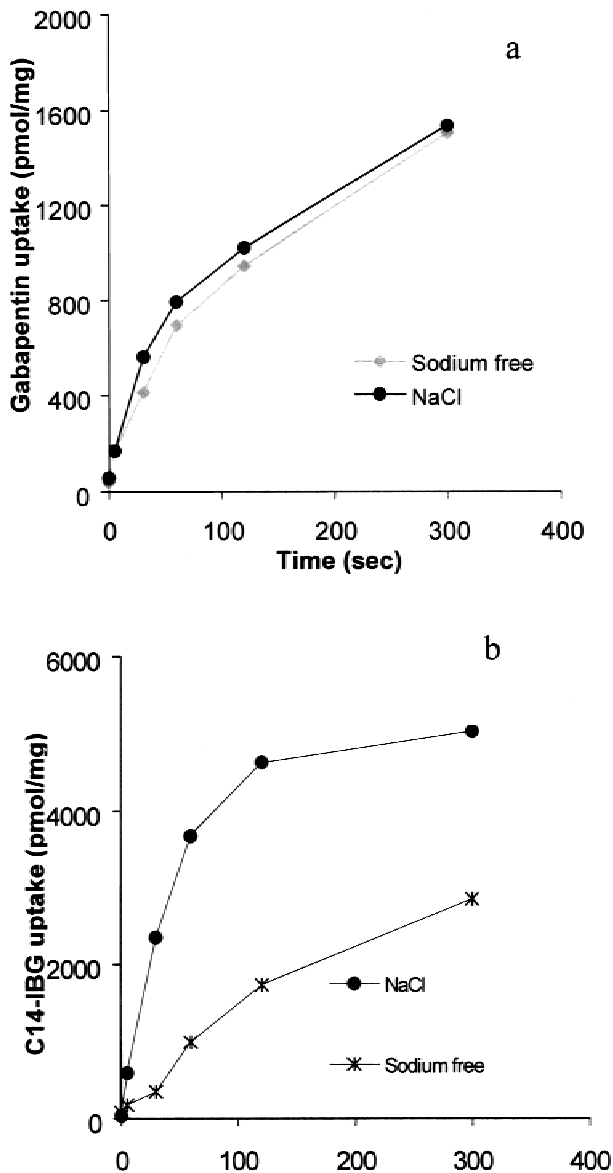 a
2000
1600
1200
800
400
0
Gabapentin uptake (pmol/mg)
Sodium free
NaCl
0 100 200 300 400
Time (sec)
b
6000
4000
2000
0
C14-IBG uptake (pmol/mg)
NaCl
Sodium free
0 100 200 300 400